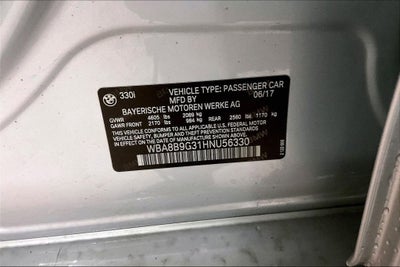 330i
VEHICLE TYPE: PASSENGER CAR
MFD BY 06/17
BAYERISCHE MOTOREN WERKE AG
GVWR 4605 lbs 2089 kg
GAWR FRONT 2170 lbs 984 kg REAR 2580 lbs 1170 kg
THIS VEHICLE CONFORMS TO ALL APPLICABLE U.S. FEDERAL MOTOR
VEHICLE SAFETY, BUMPER AND THEFT PREVENTION STANDARDS IN
EFFECT ON THE DATE OF MANUFACTURE SHOWN ABOVE.
WBA8B9G31HNU56330